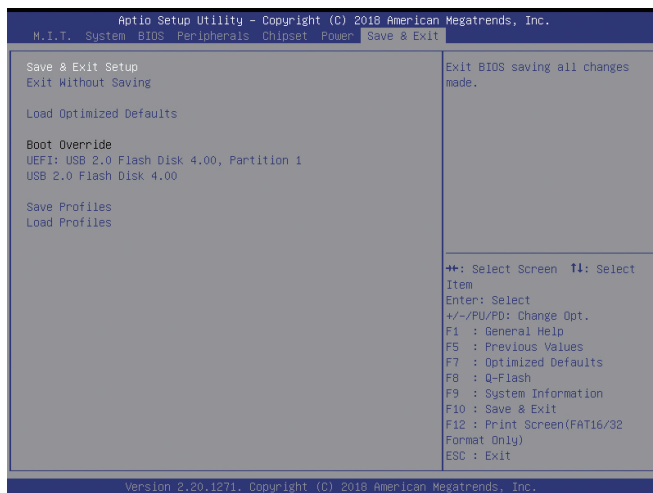 Aptio Setup Utility – Copyright (C) 2018 American Megatrends, Inc.
M.I.T. System BIOS Peripherals Chipset Power Save & Exit
Save & Exit Setup
Exit Without Saving
Load Optimized Defaults
Boot Override
UEFI: USB 2.0 Flash Disk 4.00, Partition 1
USB 2.0 Flash Disk 4.00
Save Profiles
Load Profiles
Exit BIOS saving all changes
made.
→←: Select Screen ↑↓: Select
Item
Enter: Select
+/-/PU/PD: Change Opt.
F1 : General Help
F5 : Previous Values
F7 : Optimized Defaults
F8 : Q-Flash
F9 : System Information
F10 : Save & Exit
F12 : Print Screen(FAT16/32
Format Only)
ESC : Exit
Version 2.20.1271. Copyright (C) 2018 American Megatrends, Inc.